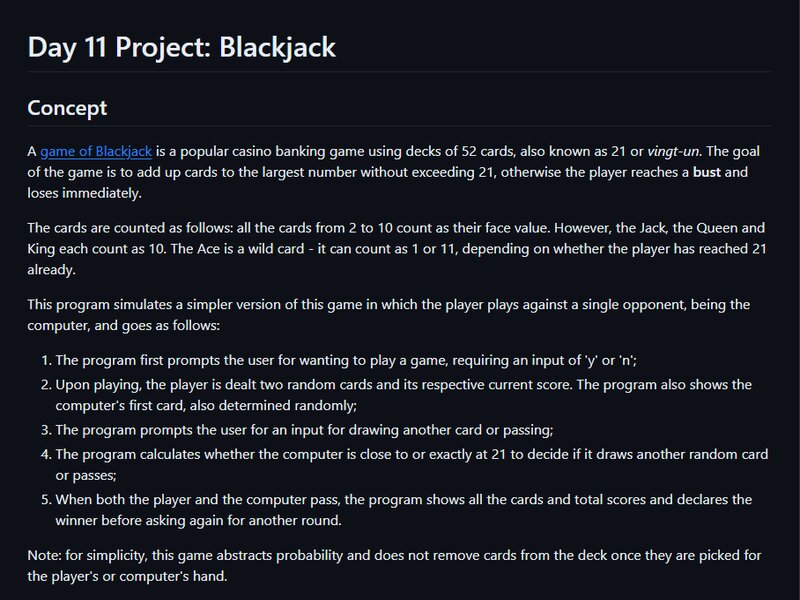 Day 11 Project: Blackjack
Concept
A game of Blackjack is a popular casino banking game using decks of 52 cards, also known as 21 or vingt-un. The goal
of the game is to add up cards to the largest number without exceeding 21, otherwise the player reaches a bust and
loses immediately.
The cards are counted as follows: all the cards from 2 to 10 count as their face value. However, the Jack, the Queen and
King each count as 10. The Ace is a wild card - it can count as 1 or 11, depending on whether the player has reached 21
already.
This program simulates a simpler version of this game in which the player plays against a single opponent, being the
computer, and goes as follows:
1. The program first prompts the user for wanting to play a game, requiring an input of 'y' or 'n';
2. Upon playing, the player is dealt two random cards and its respective current score. The program also shows the
computer's first card, also determined randomly;
3. The program prompts the user for an input for drawing another card or passing;
4. The program calculates whether the computer is close to or exactly at 21 to decide if it draws another random card
or passes;
5. When both the player and the computer pass, the program shows all the cards and total scores and declares the
winner before asking again for another round.
Note: for simplicity, this game abstracts probability and does not remove cards from the deck once they are picked for
the player's or computer's hand.